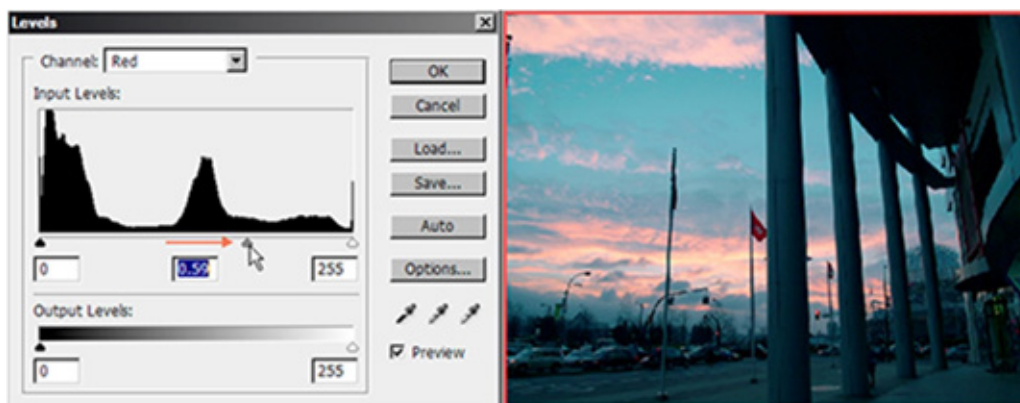 Levels
Channel: Red
Input Levels:
0 0.59 255
Output Levels:
0 255
OK
Cancel
Load...
Save...
Auto
Options...
Preview